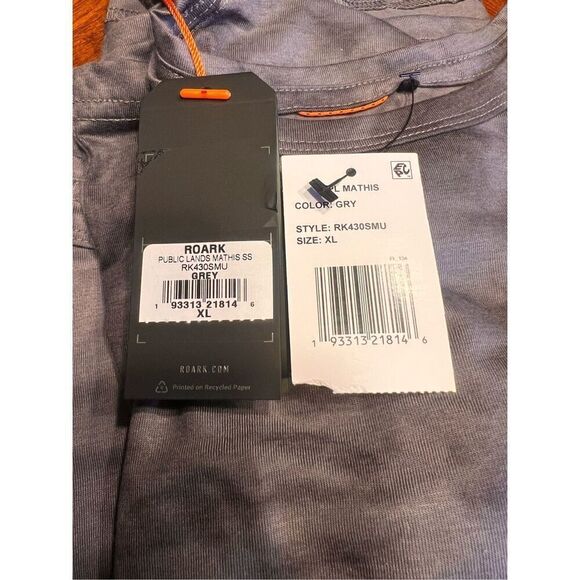 ROARK
PUBLIC LANDS MATHIS SS
RK430SMU
GREY
1 93313 21814 6
XL
ROARK.COM
Printed on Recycled Paper
MATHIS
COLOR: GRY
STYLE: RK430SMU
SIZE: XL
1 93313 21814 6